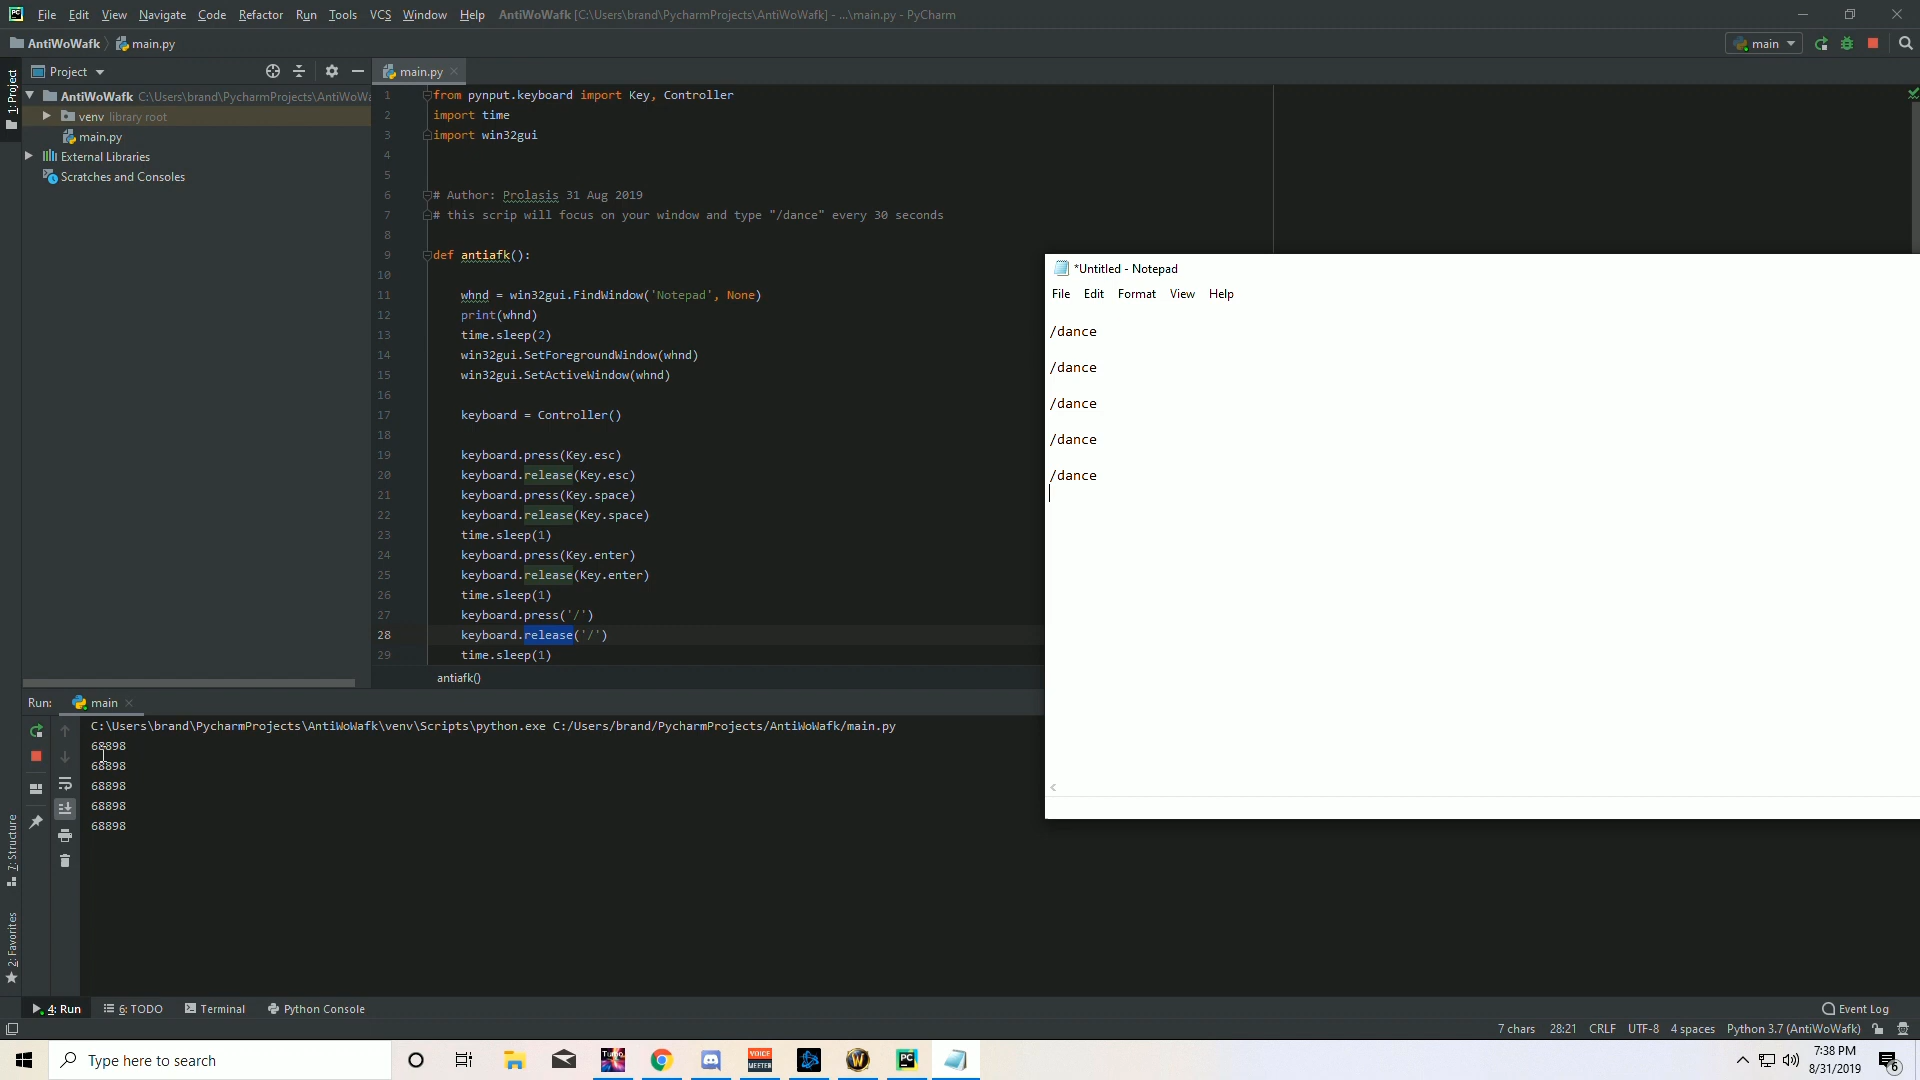 File Edit View Navigate Code Refactor Run Tools VCS Window Help AntiWoWafk [C:\Users\brand\PycharmProjects\AntiWoWafk] - ...\main.py - PyCharm
AntiWoWafk main.py main
1: Project
Project main.py
AntiWoWafk C:\Users\brand\PycharmProjects\AntiWoWa
venv library root
main.py
External Libraries
Scratches and Consoles
1 from pynput.keyboard import Key, Controller
2 import time
3 import win32gui
4
5
6 # Author: Prolasis 31 Aug 2019
7 # this scrip will focus on your window and type "/dance" every 30 seconds
8
9 def antiafk():
10
11 whnd = win32gui.FindWindow('Notepad', None)
12 print(whnd)
13 time.sleep(2)
14 win32gui.SetForegroundWindow(whnd)
15 win32gui.SetActiveWindow(whnd)
16
17 keyboard = Controller()
18
19 keyboard.press(Key.esc)
20 keyboard.release(Key.esc)
21 keyboard.press(Key.space)
22 keyboard.release(Key.space)
23 time.sleep(1)
24 keyboard.press(Key.enter)
25 keyboard.release(Key.enter)
26 time.sleep(1)
27 keyboard.press('/')
28 keyboard.release('/')
29 time.sleep(1)
antiafk()
*Untitled - Notepad
File Edit Format View Help
/dance
/dance
/dance
/dance
/dance
Run: main
C:\Users\brand\PycharmProjects\AntiWoWafk\venv\Scripts\python.exe C:/Users/brand/PycharmProjects/AntiWoWafk/main.py
68898
68898
68898
68898
68898
7: Structure
2: Favorites
4: Run 6: TODO Terminal Python Console Event Log
7 chars 28:21 CRLF UTF-8 4 spaces Python 3.7 (AntiWoWafk)
Type here to search
VOICE
MEETER
PC
7:38 PM
8/31/2019
6